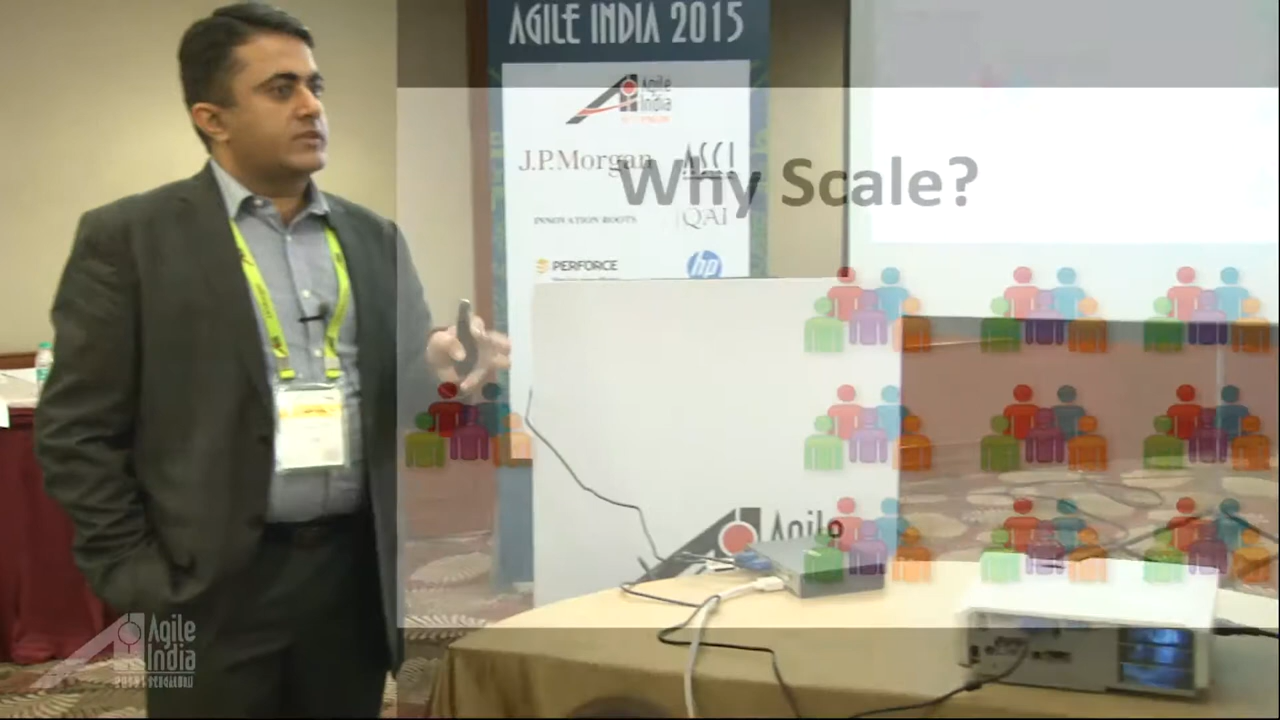 AGILE INDIA 2015
Agile
India
J.P.Morgan
ASCI
Why Scale?
INNOVATION ROOTS
QAI
PERFORCE
hp
Agile
Agile
India